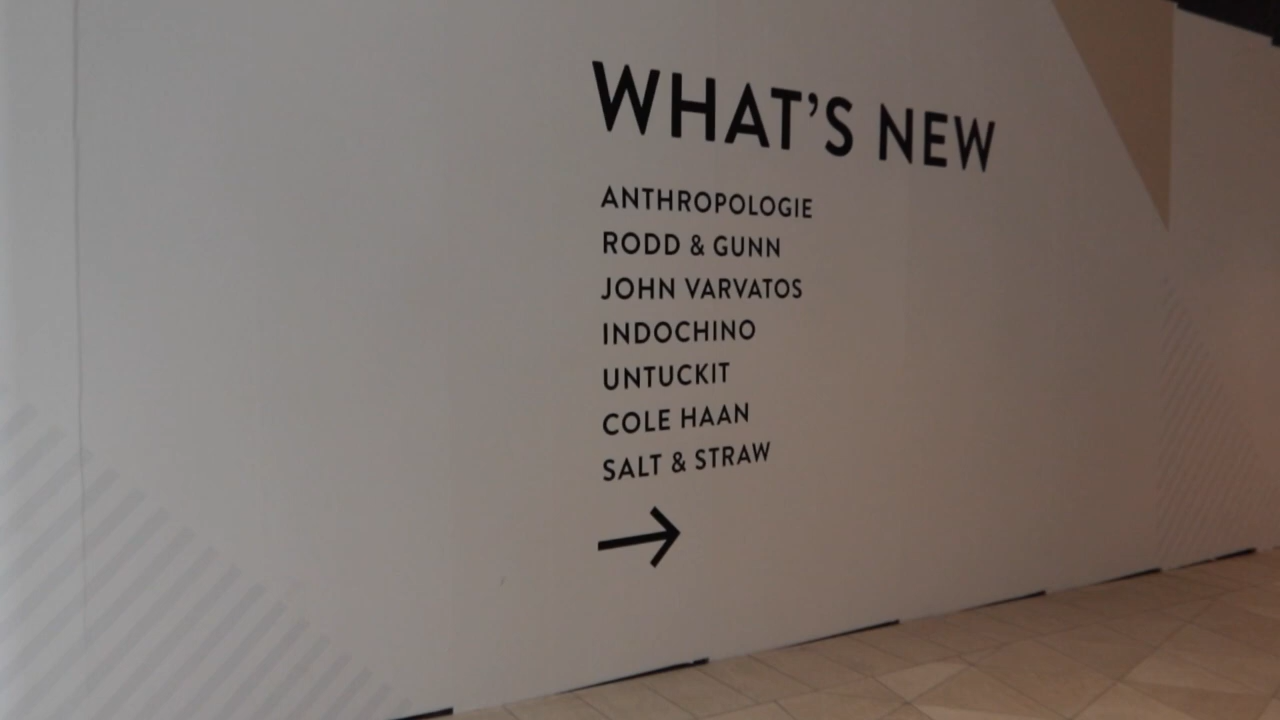 WHAT'S NEW
ANTHROPOLOGIE
RODD & GUNN
JOHN VARVATOS
INDOCHINO
UNTUCKIT
COLE HAAN
SALT & STRAW